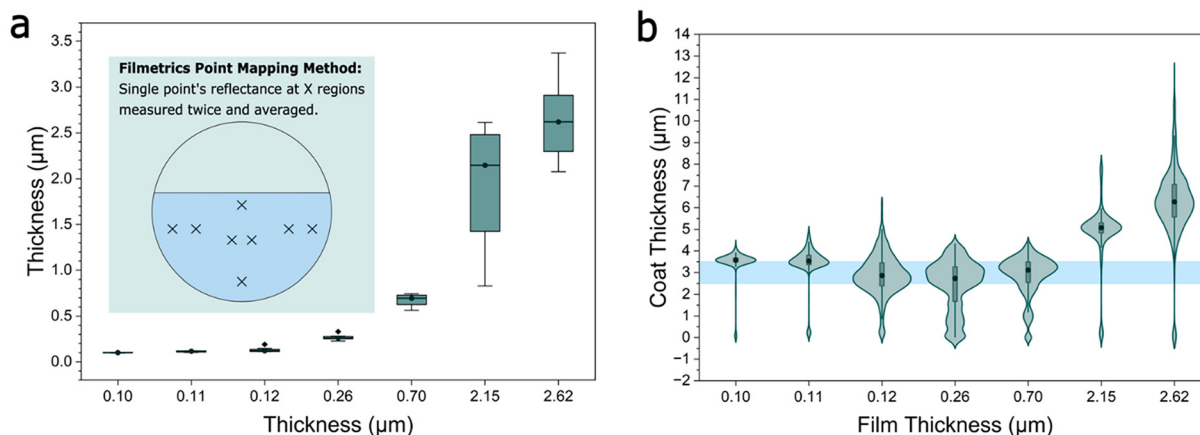 a
Thickness (µm)
3.5
3.0
2.5
2.0
1.5
1.0
0.5
0.0
Filmetrics Point Mapping Method:
Single point's reflectance at X regions
measured twice and averaged.
0.10 0.11 0.12 0.26 0.70 2.15 2.62
Thickness (µm)
b
Coat Thickness (µm)
14
13
12
11
10
9
8
7
6
5
4
3
2
1
0
−1
−2
0.10 0.11 0.12 0.26 0.70 2.15 2.62
Film Thickness (µm)